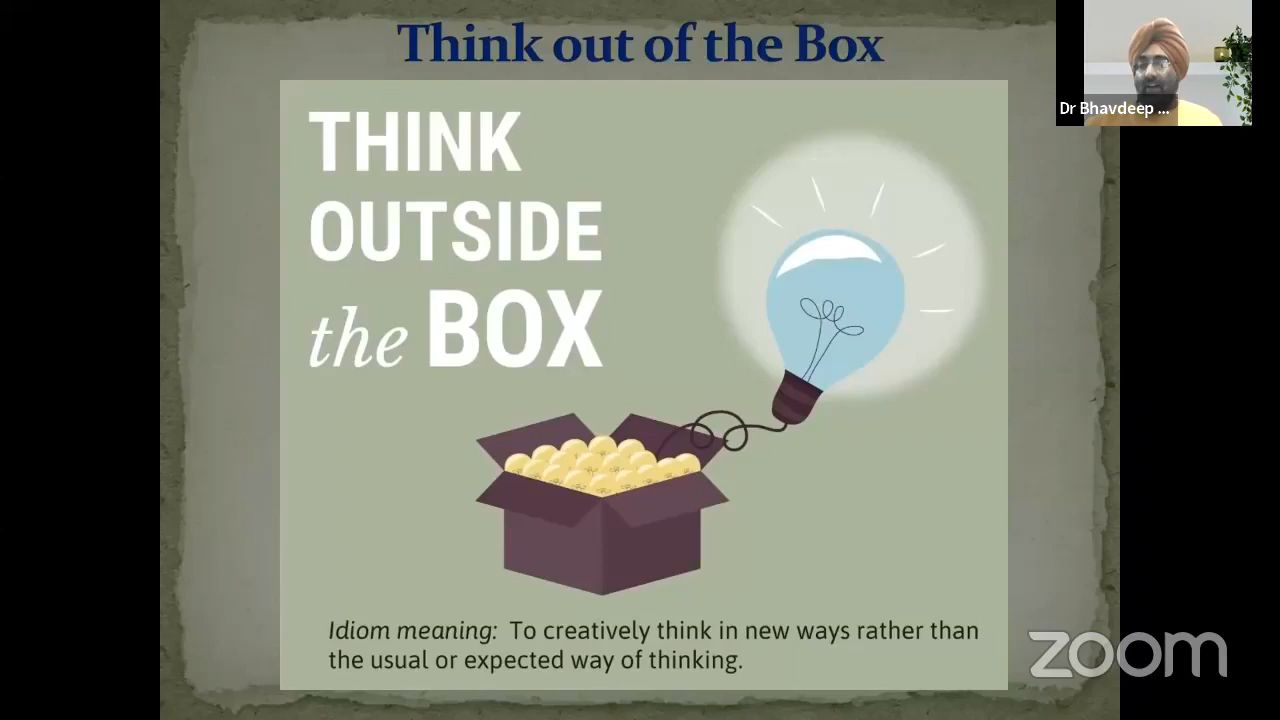 Think out of the Box
THINK
OUTSIDE
the BOX
Idiom meaning: To creatively think in new ways rather than
the usual or expected way of thinking.
Dr Bhavdeep ...
zoom